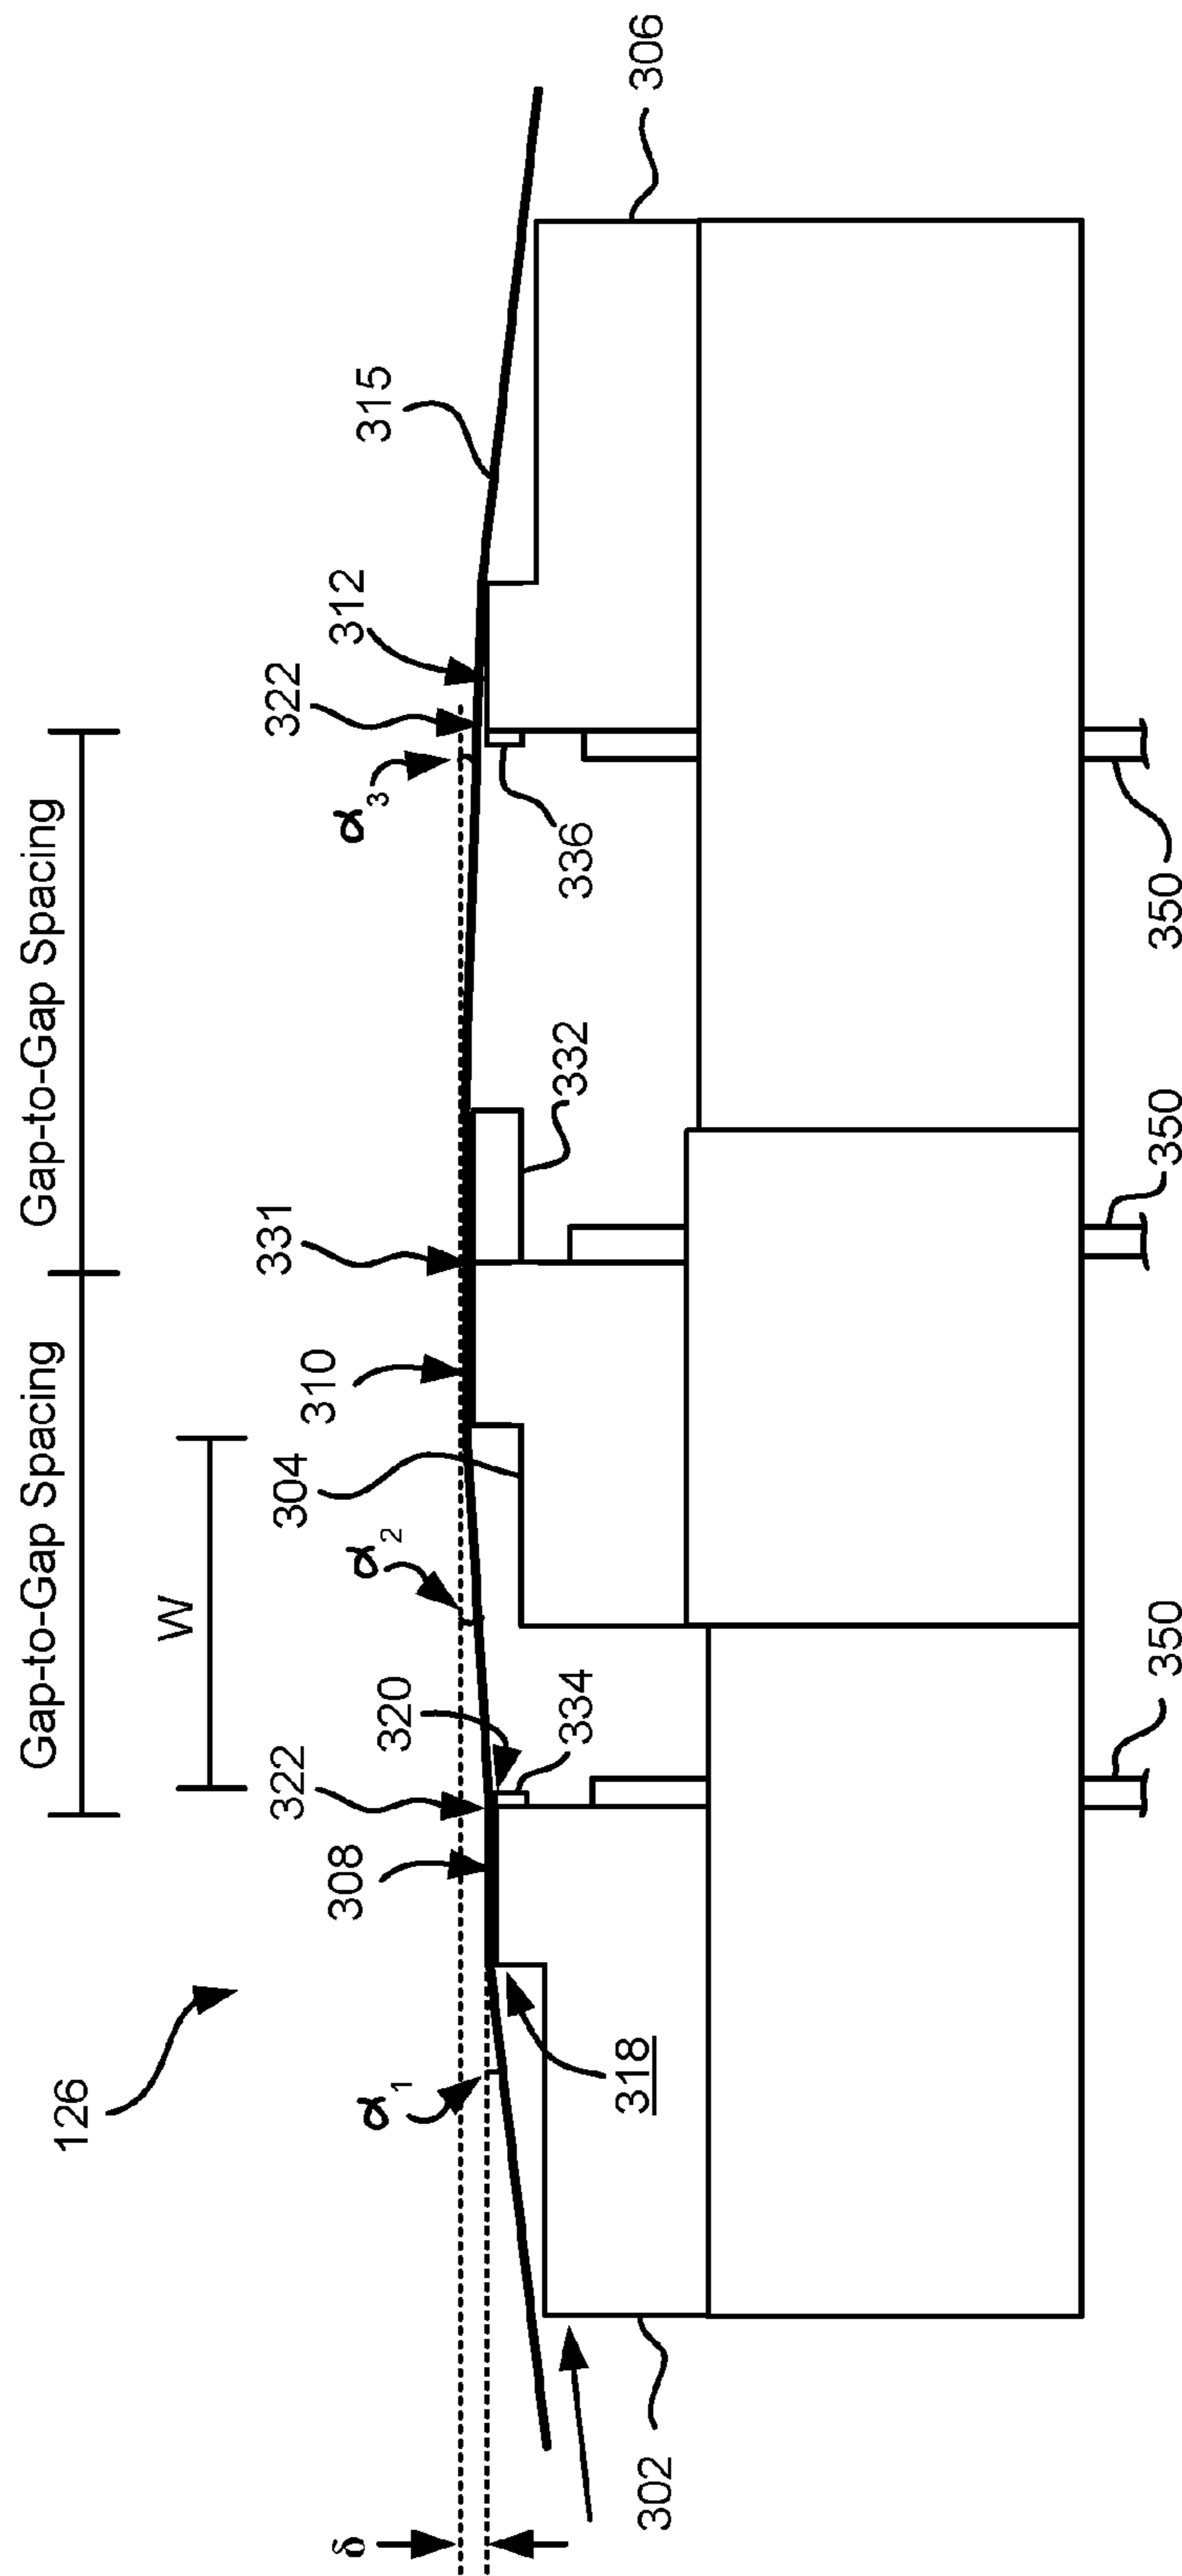 Gap-to-Gap Spacing
Gap-to-Gap Spacing
W
126
308
322
320
334
304
310
331
332
322
312
336
315
306
α1
α2
α3
δ
318
302
350
350
350